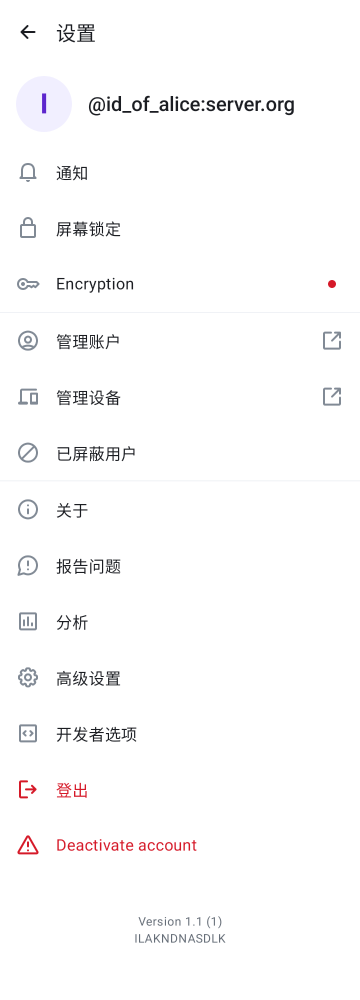 设置
I
@id_of_alice:server.org
通知
屏幕锁定
Encryption
管理账户
管理设备
已屏蔽用户
关于
报告问题
分析
高级设置
开发者选项
登出
Deactivate account
Version 1.1 (1)
ILAKNDNASDLK